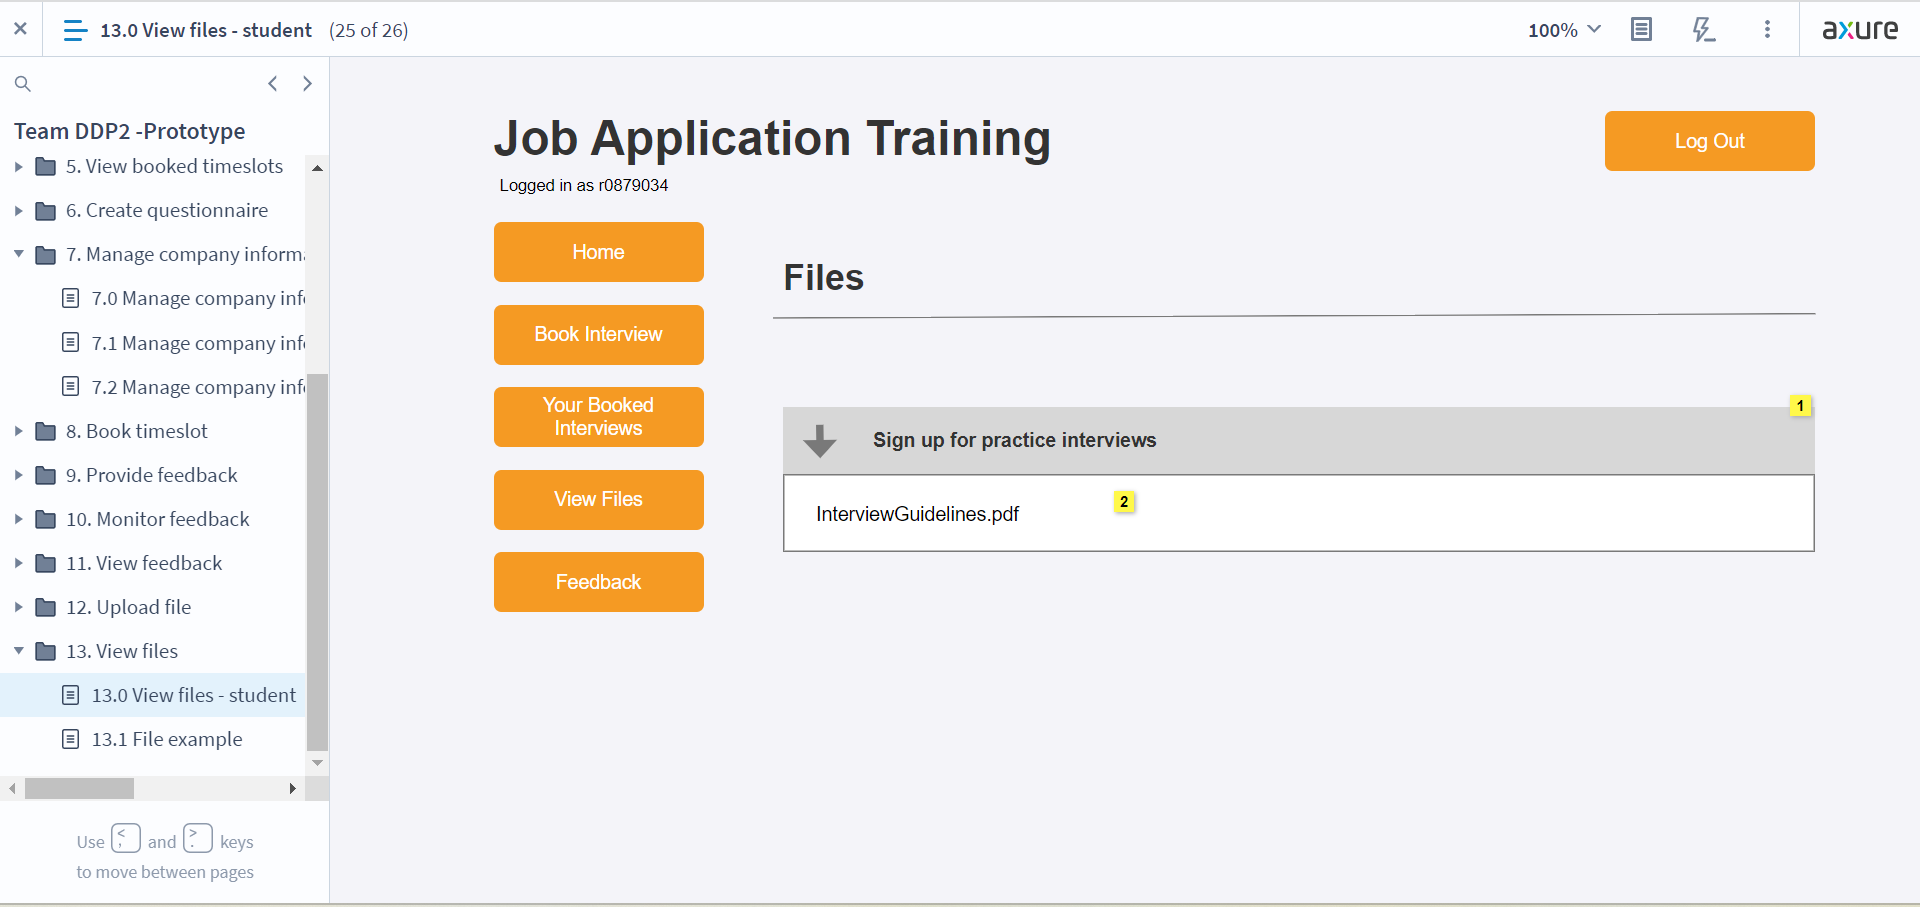 13.0 View files - student (25 of 26)
100%
axure
Team DDP2 -Prototype
5. View booked timeslots
6. Create questionnaire
7. Manage company informa
7.0 Manage company info
7.1 Manage company info
7.2 Manage company info
8. Book timeslot
9. Provide feedback
10. Monitor feedback
11. View feedback
12. Upload file
13. View files
13.0 View files - student
13.1 File example
Use < , and > . keys
to move between pages
Job Application Training
Log Out
Logged in as r0879034
Home
Book Interview
Your Booked
Interviews
View Files
Feedback
Files
1
Sign up for practice interviews
2
InterviewGuidelines.pdf